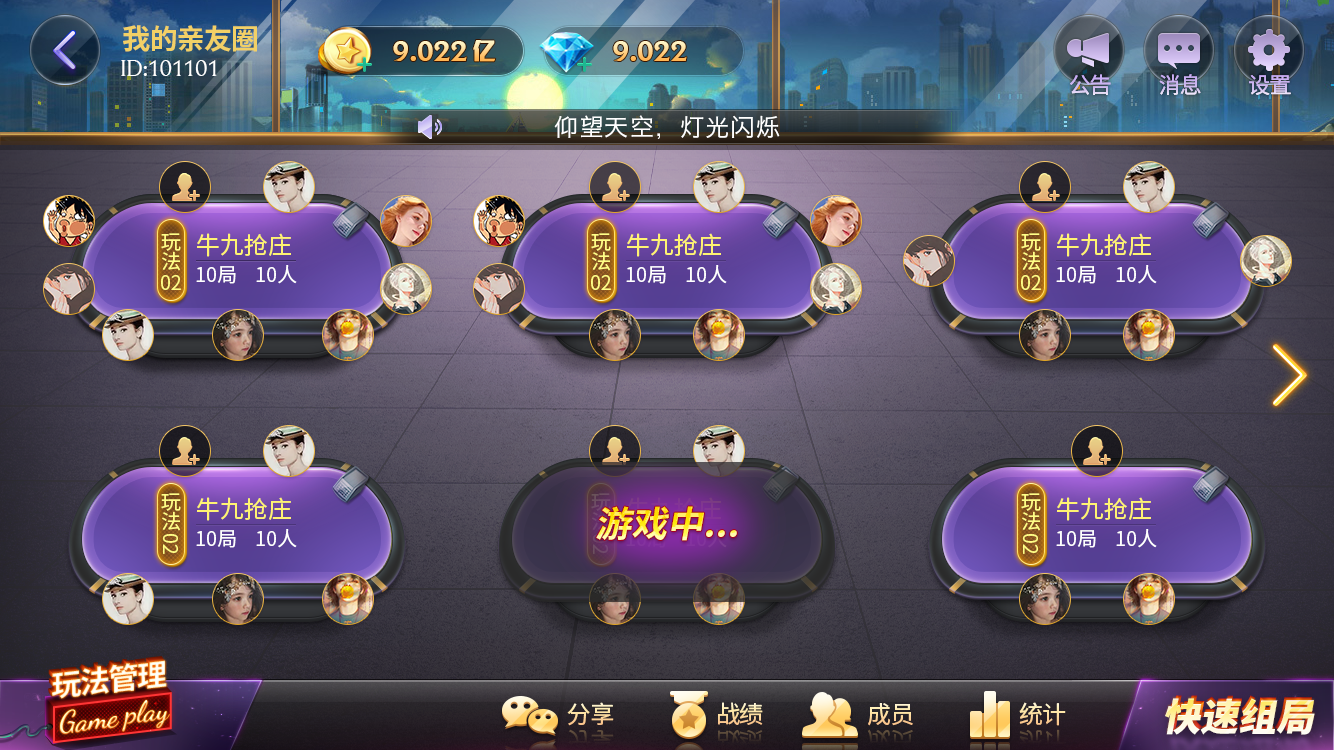 我的亲友圈
ID:101101
9.022亿
9.022
公告
消息
设置
仰望天空，灯光闪烁
玩法02
牛九抢庄
10局 10人
玩法02
牛九抢庄
10局 10人
玩法02
牛九抢庄
10局 10人
玩法02
牛九抢庄
10局 10人
游戏中...
玩法02
牛九抢庄
10局 10人
玩法管理
Game play
分享
战绩
成员
统计
快速组局